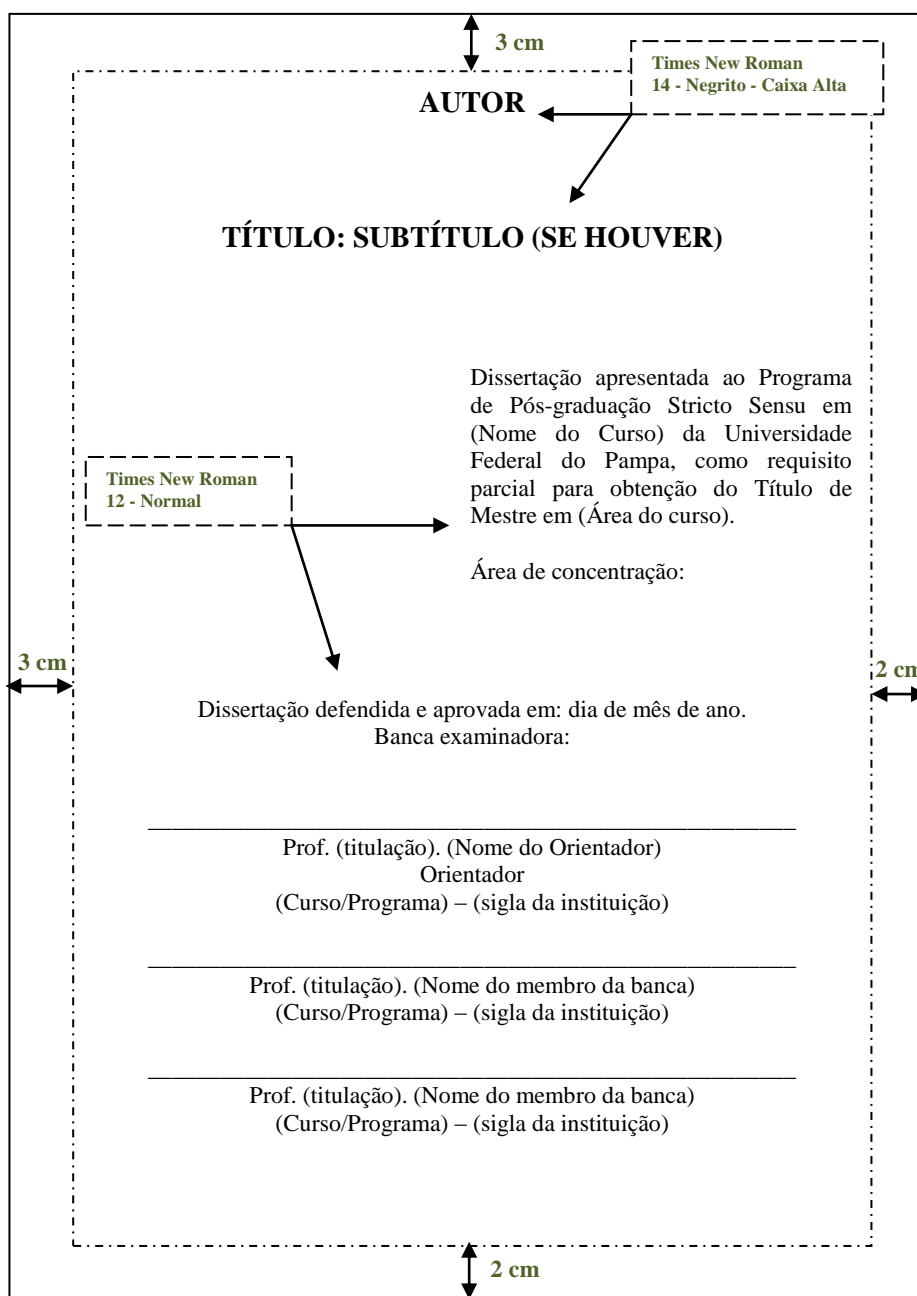 3 cm
Times New Roman
14 - Negrito - Caixa Alta
AUTOR
TÍTULO: SUBTÍTULO (SE HOUVER)
Dissertação apresentada ao Programa
de Pós-graduação Stricto Sensu em
(Nome do Curso) da Universidade
Federal do Pampa, como requisito
parcial para obtenção do Título de
Mestre em (Área do curso).
Times New Roman
12 - Normal
Área de concentração:
3 cm
2 cm
Dissertação defendida e aprovada em: dia de mês de ano.
Banca examinadora:
Prof. (titulação). (Nome do Orientador)
Orientador
(Curso/Programa) – (sigla da instituição)
Prof. (titulação). (Nome do membro da banca)
(Curso/Programa) – (sigla da instituição)
Prof. (titulação). (Nome do membro da banca)
(Curso/Programa) – (sigla da instituição)
2 cm